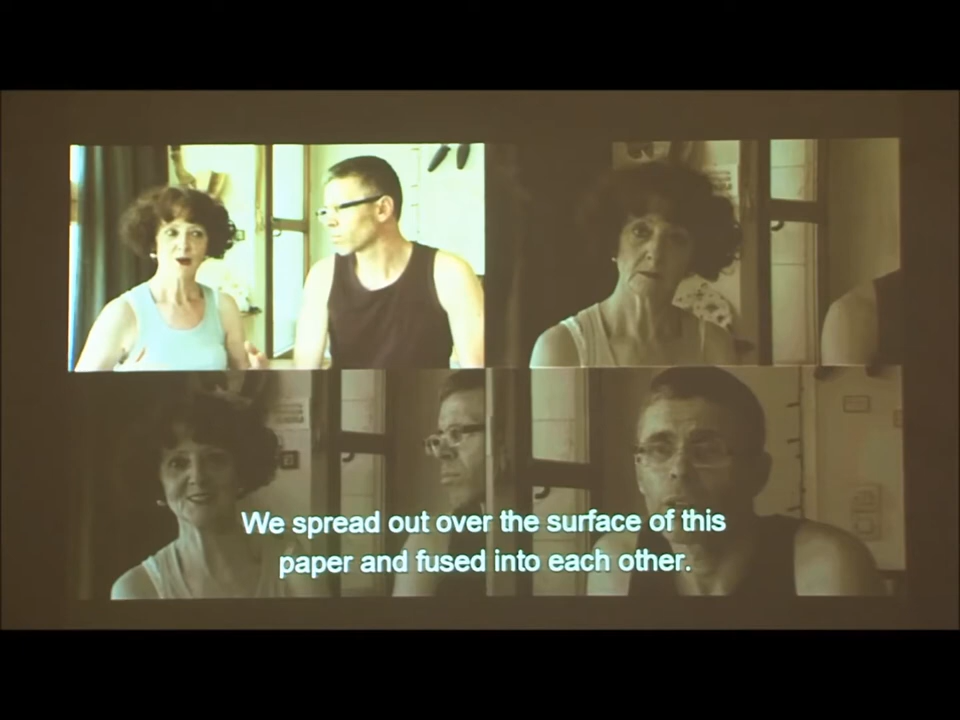 We spread out over the surface of this
paper and fused into each other.